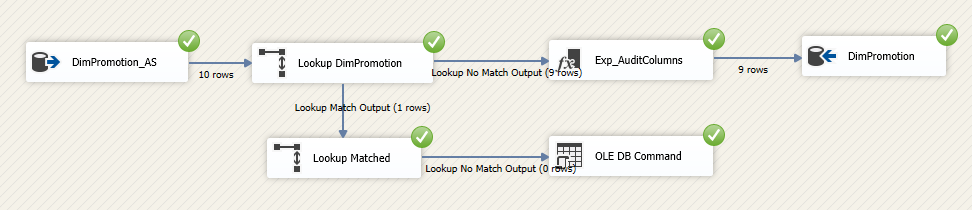 DimPromotion_AS
10 rows
Lookup DimPromotion
Lookup No Match Output (9 rows)
Exp_AuditColumns
9 rows
DimPromotion
Lookup Match Output (1 rows)
Lookup Matched
Lookup No Match Output (0 rows)
OLE DB Command